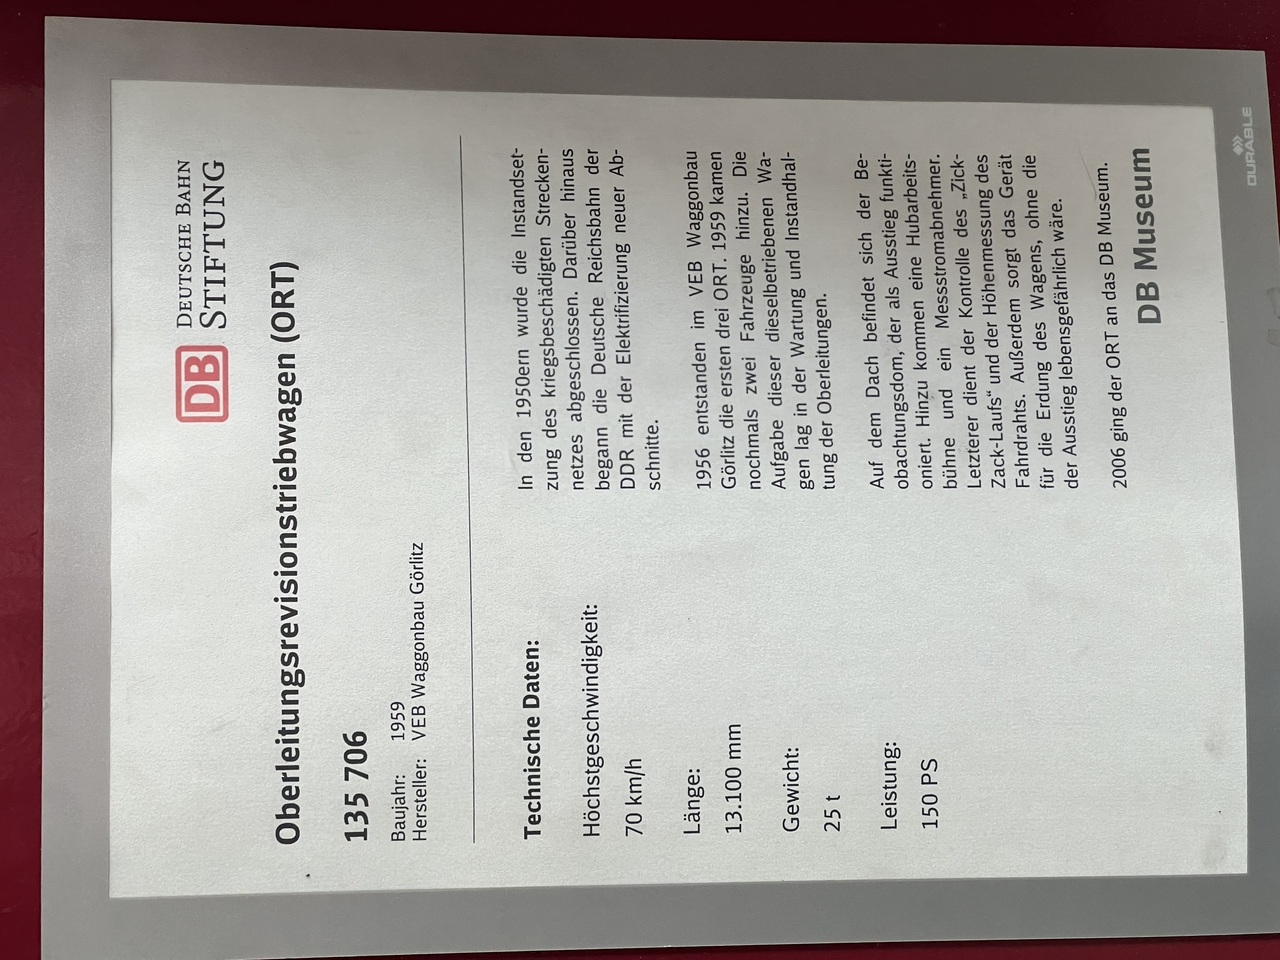 DB DEUTSCHE BAHN
STIFTUNG
Oberleitungsrevisionstriebwagen (ORT)
135 706
Baujahr: 1959
Hersteller: VEB Waggonbau Görlitz
Technische Daten:
Höchstgeschwindigkeit:
70 km/h
Länge:
13.100 mm
Gewicht:
25 t
Leistung:
150 PS
In den 1950ern wurde die Instandset-
zung des kriegsbeschädigten Strecken-
netzes abgeschlossen. Darüber hinaus
begann die Deutsche Reichsbahn der
DDR mit der Elektrifizierung neuer Ab-
schnitte.
1956 entstanden im VEB Waggonbau
Görlitz die ersten drei ORT. 1959 kamen
nochmals zwei Fahrzeuge hinzu. Die
Aufgabe dieser dieselbetriebenen Wa-
gen lag in der Wartung und Instandhal-
tung der Oberleitungen.
Auf dem Dach befindet sich der Be-
obachtungsdom, der als Ausstieg funkti-
oniert. Hinzu kommen eine Hubarbeits-
bühne und ein Messstromabnehmer.
Letzterer dient der Kontrolle des „Zick-
Zack-Laufs“ und der Höhenmessung des
Fahrdrahts. Außerdem sorgt das Gerät
für die Erdung des Wagens, ohne die
der Ausstieg lebensgefährlich wäre.
2006 ging der ORT an das DB Museum.
DB Museum
DURABLE